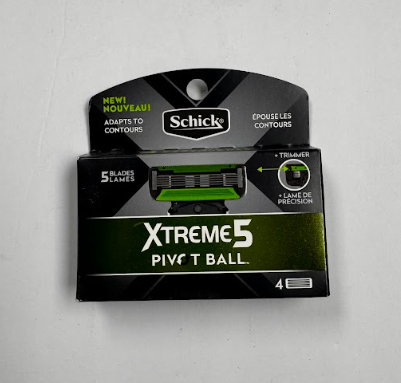 NEW!
NOUVEAU!
ADAPTS TO
CONTOURS
Schick®
ÉPOUSE LES
CONTOURS
5 BLADES
LAMES
+ TRIMMER
+ LAME DE
PRÉCISION
XTREME5
PIVOT BALL™
4